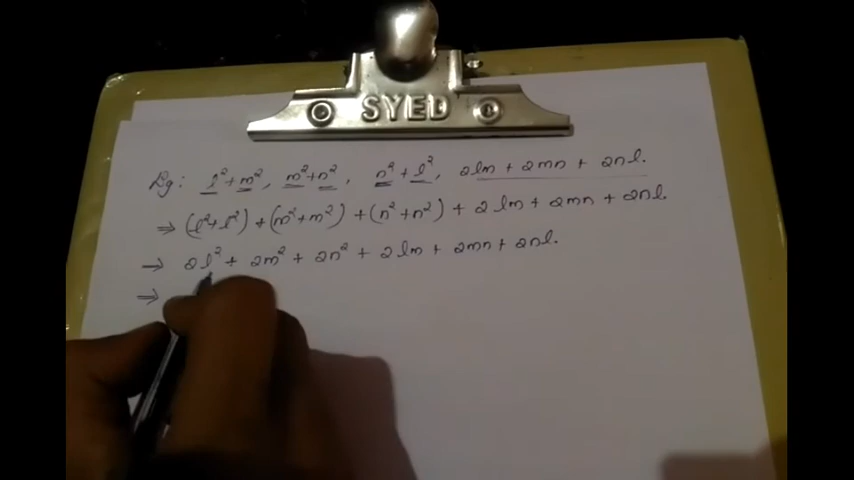 SYED
Eg: l²+m², m²+n², n²+l², 2lm + 2mn + 2nl.
⇒ (l²+l²) + (m²+m²) + (n²+n²) + 2lm + 2mn + 2nl.
→ 2l² + 2m² + 2n² + 2lm + 2mn + 2nl.
⇒